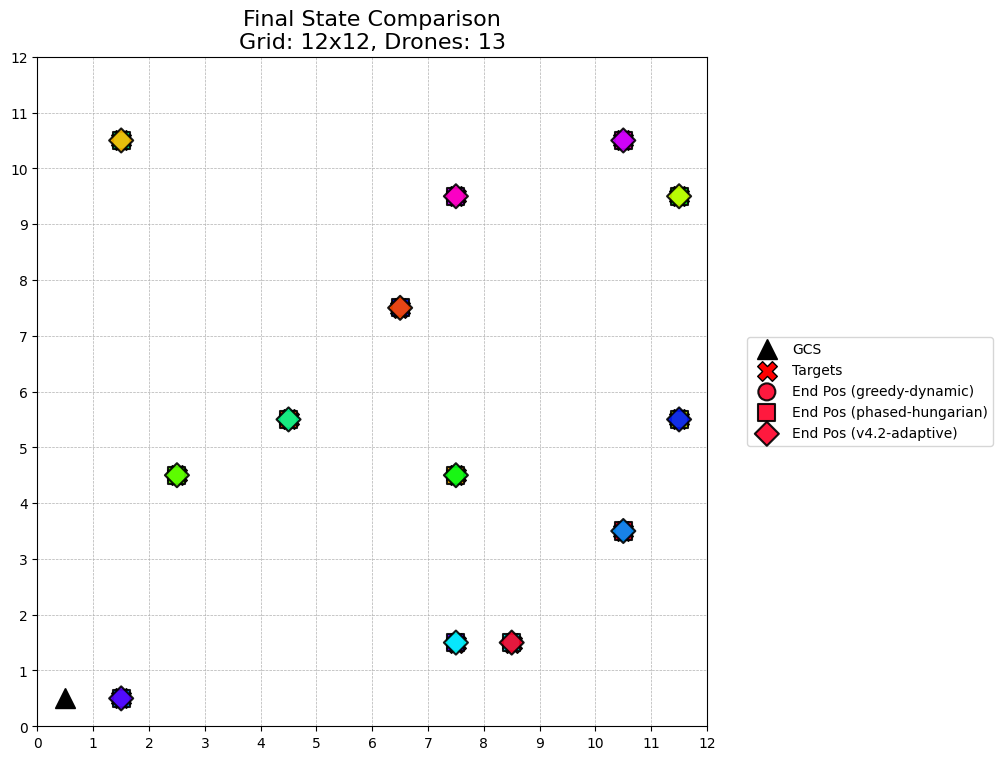 Final State Comparison
Grid: 12x12, Drones: 13
12
11
10
9
8
7
6
5
4
3
2
1
0
0 1 2 3 4 5 6 7 8 9 10 11 12
GCS
Targets
End Pos (greedy-dynamic)
End Pos (phased-hungarian)
End Pos (v4.2-adaptive)